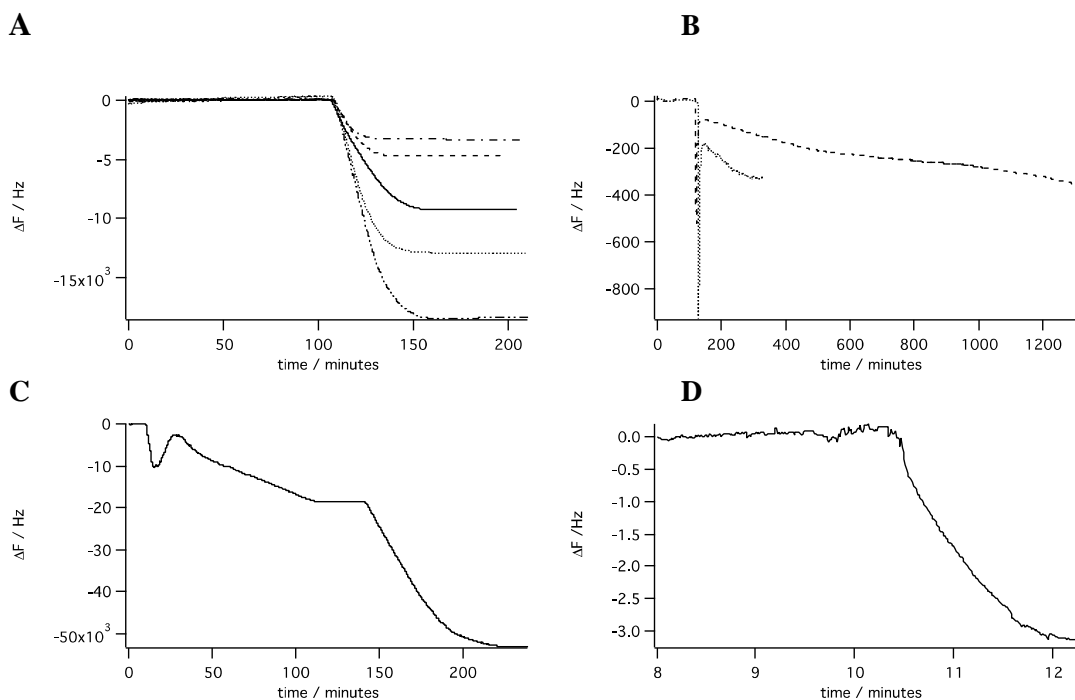 A
B
0
-5
-10
-15x10³
ΔF / Hz
0 50 100 150 200
time / minutes
0
-200
-400
-600
-800
ΔF / Hz
0 200 400 600 800 1000 1200
time / minutes
C
D
0
-10
-20
-30
-40
-50x10³
ΔF / Hz
0 50 100 150 200
time / minutes
0.0
-0.5
-1.0
-1.5
-2.0
-2.5
-3.0
ΔF /Hz
8 9 10 11 12
time / minutes